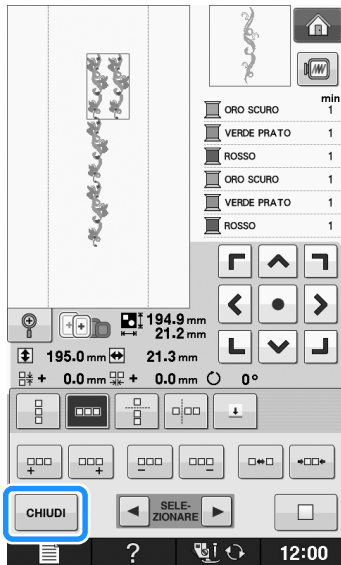 min
ORO SCURO 1
VERDE PRATO 1
ROSSO 1
ORO SCURO 1
VERDE PRATO 1
ROSSO 1
194.9 mm
21.2 mm
195.0 mm 21.3 mm
+ 0.0 mm + 0.0 mm 0°
CHIUDI
SELE-
ZIONARE
? 12:00